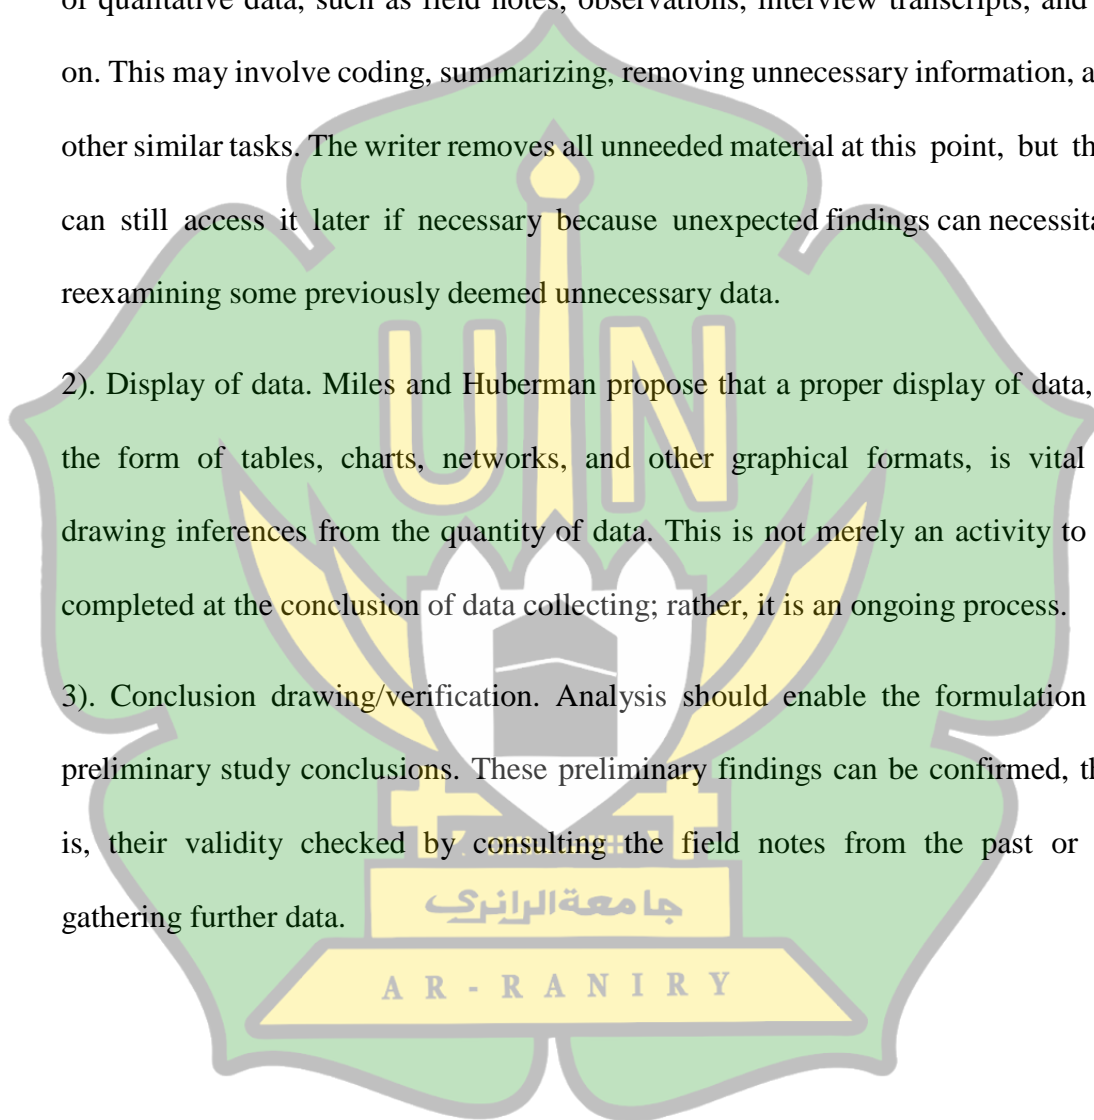 of qualitative data, such as field notes, observations, interview transcripts, and
on. This may involve coding, summarizing, removing unnecessary information, a
other similar tasks. The writer removes all unneeded material at this point, but th
can still access it later if necessary because unexpected findings can necessita
reexamining some previously deemed unnecessary data.
2). Display of data. Miles and Huberman propose that a proper display of data,
the form of tables, charts, networks, and other graphical formats, is vital
drawing inferences from the quantity of data. This is not merely an activity to
completed at the conclusion of data collecting; rather, it is an ongoing process.
3). Conclusion drawing/verification. Analysis should enable the formulation
preliminary study conclusions. These preliminary findings can be confirmed, th
is, their validity checked by consulting the field notes from the past or
gathering further data.
UIN
جامعةالرانري
AR-RANIRY